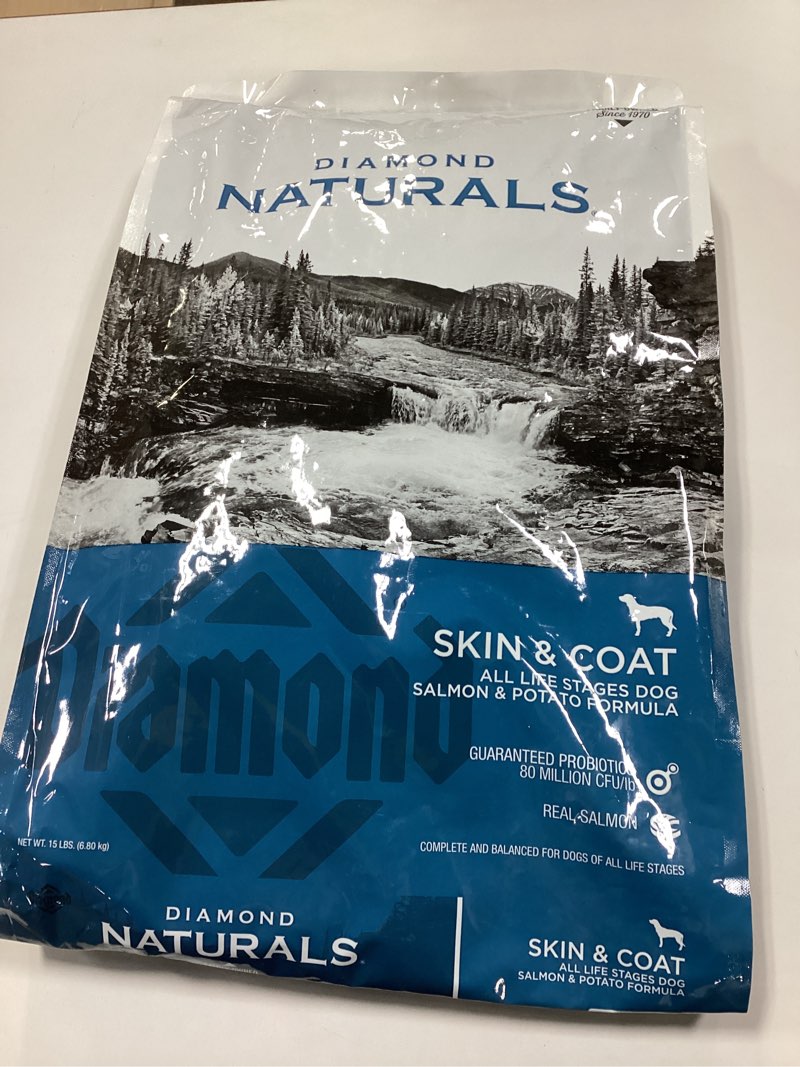 Since 1970
DIAMOND
NATURALS
Diamond
SKIN & COAT
ALL LIFE STAGES DOG
SALMON & POTATO FORMULA
GUARANTEED PROBIOTICS
80 MILLION CFU/lb
REAL SALMON
NET WT. 15 LBS. (6.80 kg)
COMPLETE AND BALANCED FOR DOGS OF ALL LIFE STAGES
DIAMOND
NATURALS
SKIN & COAT
ALL LIFE STAGES DOG
SALMON & POTATO FORMULA